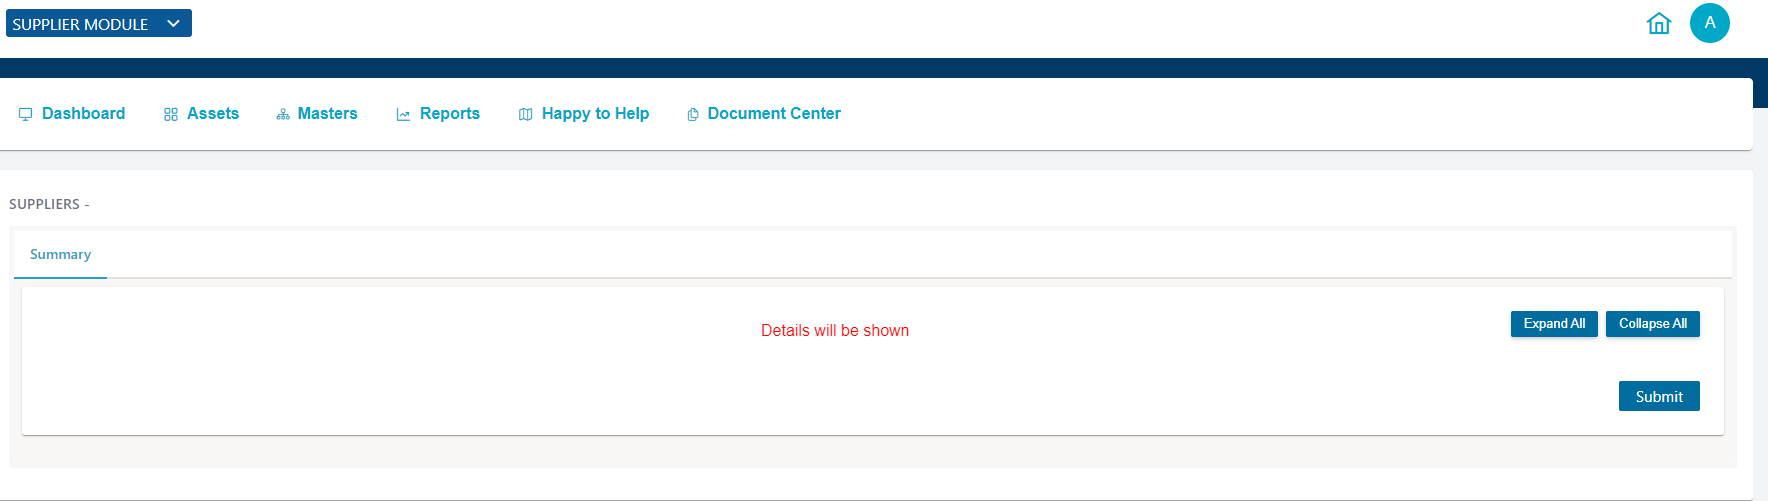 SUPPLIER MODULE
A
Dashboard Assets Masters Reports Happy to Help Document Center
SUPPLIERS -
Summary
Details will be shown
Expand All Collapse All
Submit